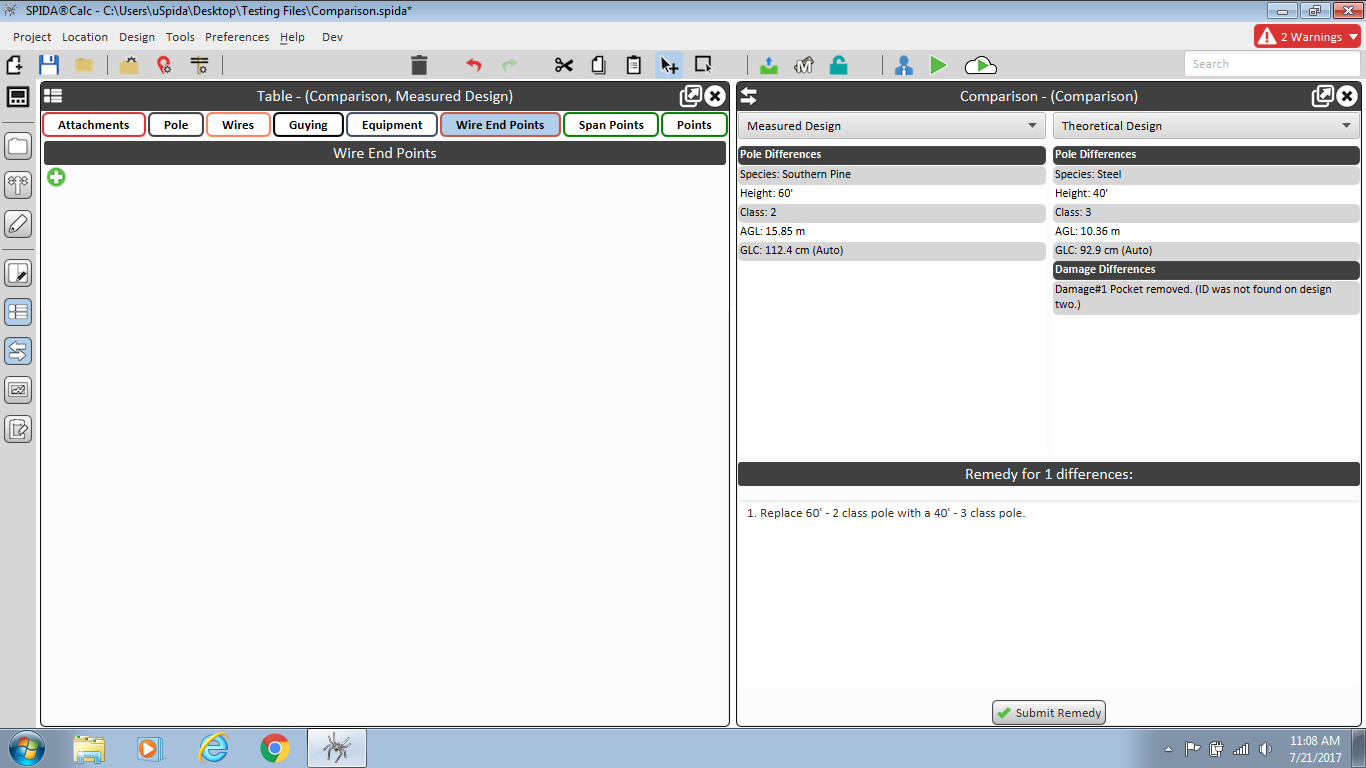 SPIDA®Calc - C:\Users\uSpida\Desktop\Testing Files\Comparison.spida*
Project Location Design Tools Preferences Help Dev
2 Warnings
Search
Table - (Comparison, Measured Design)
Attachments Pole Wires Guying Equipment Wire End Points Span Points Points
Wire End Points
Comparison - (Comparison)
Measured Design
Pole Differences
Species: Southern Pine
Height: 60'
Class: 2
AGL: 15.85 m
GLC: 112.4 cm (Auto)
Theoretical Design
Pole Differences
Species: Steel
Height: 40'
Class: 3
AGL: 10.36 m
GLC: 92.9 cm (Auto)
Damage Differences
Damage#1 Pocket removed. (ID was not found on design
two.)
Remedy for 1 differences:
1. Replace 60' - 2 class pole with a 40' - 3 class pole.
Submit Remedy
11:08 AM
7/21/2017